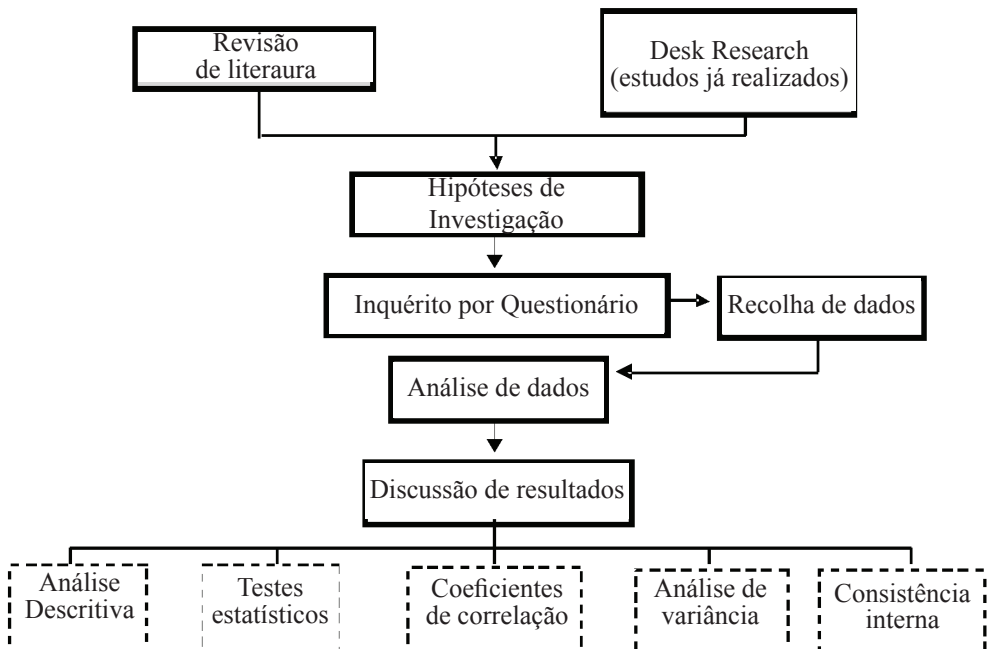 Revisão
de literaura
Desk Research
(estudos já realizados)
Hipóteses de
Investigação
Inquérito por Questionário
Recolha de dados
Análise de dados
Discussão de resultados
Análise
Descritiva
Testes
estatísticos
Coeficientes
de correlação
Análise de
variância
Consistência
interna